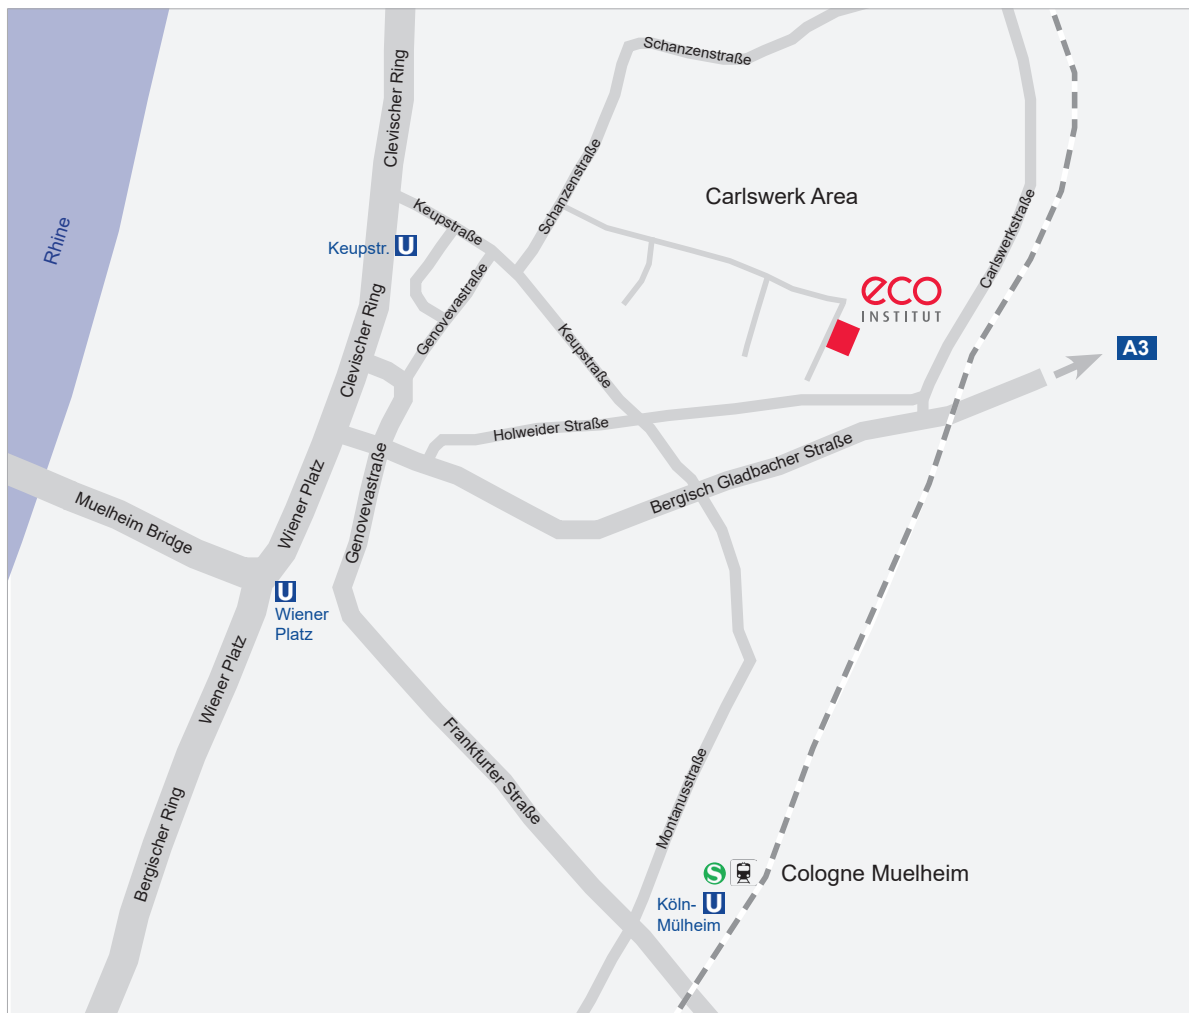 Schanzenstraße
Clevischer Ring
Schanzenstraße
Carlswerk Area
Keupstraße
Rhine
Keupstr. U
Carlswerkstraße
Genovevastraße
eco
INSTITUT
Clevischer Ring
Keupstraße
A3
Holweider Straße
Bergisch Gladbacher Straße
Wiener Platz
Genovevastraße
Muelheim Bridge
U
Wiener
Platz
Wiener Platz
Frankfurter Straße
Montanusstraße
Bergischer Ring
S
Cologne Muelheim
Köln- U
Mülheim